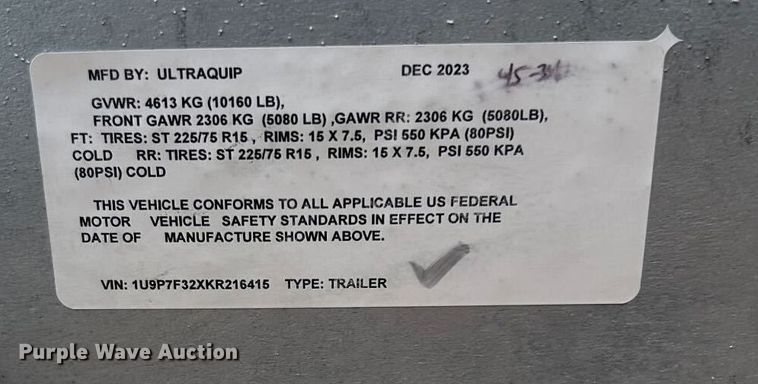 MFD BY: ULTRAQUIP DEC 2023
GVWR: 4613 KG (10160 LB),
FRONT GAWR 2306 KG (5080 LB) ,GAWR RR: 2306 KG (5080LB),
FT: TIRES: ST 225/75 R15 , RIMS: 15 X 7.5, PSI 550 KPA (80PSI)
COLD RR: TIRES: ST 225/75 R15 , RIMS: 15 X 7.5, PSI 550 KPA
(80PSI) COLD
THIS VEHICLE CONFORMS TO ALL APPLICABLE US FEDERAL
MOTOR VEHICLE SAFETY STANDARDS IN EFFECT ON THE
DATE OF MANUFACTURE SHOWN ABOVE.
VIN: 1U9P7F32XKR216415 TYPE: TRAILER
Purple Wave Auction